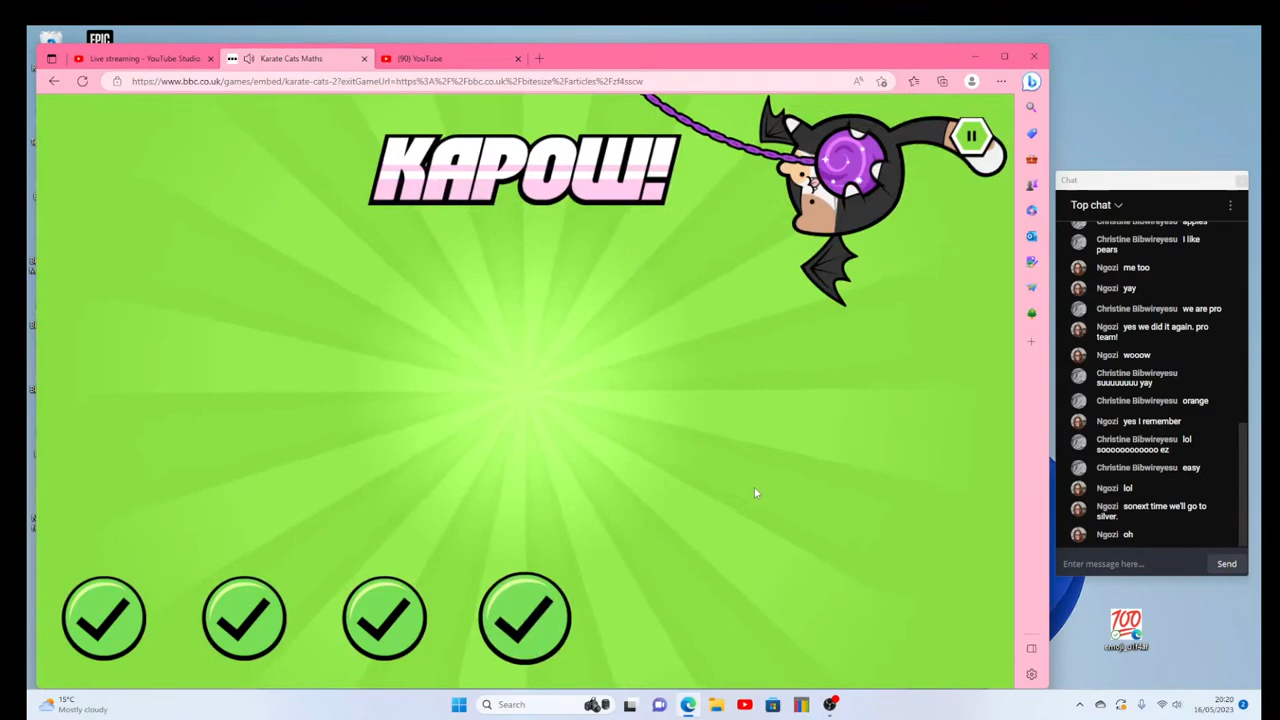 EPIC
Live streaming - YouTube Studio
Karate Cats Maths
(90) YouTube
https://www.bbc.co.uk/games/embed/karate-cats-2?exitGameUrl=https%3A%2F%2Fbbc.co.uk%2Fbitesize%2Farticles%2Fzf4sscw
KAPOW!
Chat
Top chat
apples
Christine Bibwireyesu I like
pears
Ngozi me too
Ngozi yay
Christine Bibwireyesu we are pro
Ngozi yes we did it again. pro
team!
Ngozi wooow
Christine Bibwireyesu
suuuuuuuu yay
Christine Bibwireyesu orange
Ngozi yes I remember
Christine Bibwireyesu lol
soooooooooooo ez
Christine Bibwireyesu easy
Ngozi lol
Ngozi sonext time we'll go to
silver.
Ngozi oh
Enter message here...
Send
100
emoji_u1f4af
15°C
Mostly cloudy
Search
20:20
16/05/2023
2